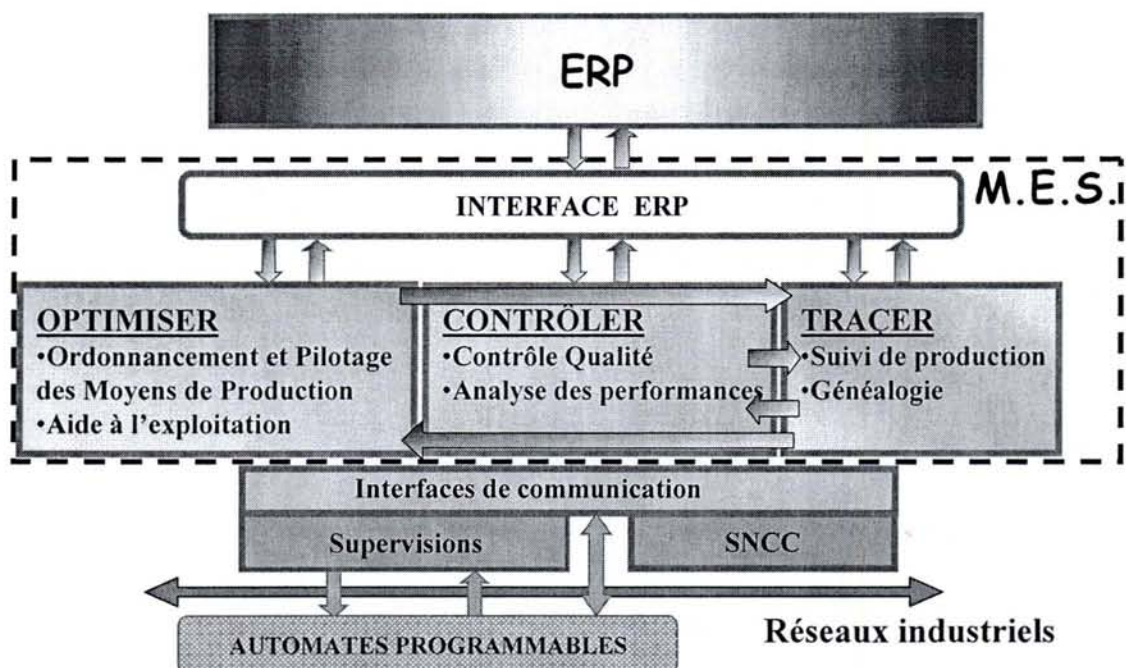 ERP
M.E.S.
INTERFACE ERP
OPTIMISER
•Ordonnancement et Pilotage
des Moyens de Production
•Aide à l'exploitation
CONTRÔLER
•Contrôle Qualité
•Analyse des performances
TRAÇER
•Suivi de production
•Généalogie
Interfaces de communication
Supervisions
SNCC
Réseaux industriels
AUTOMATES PROGRAMMABLES